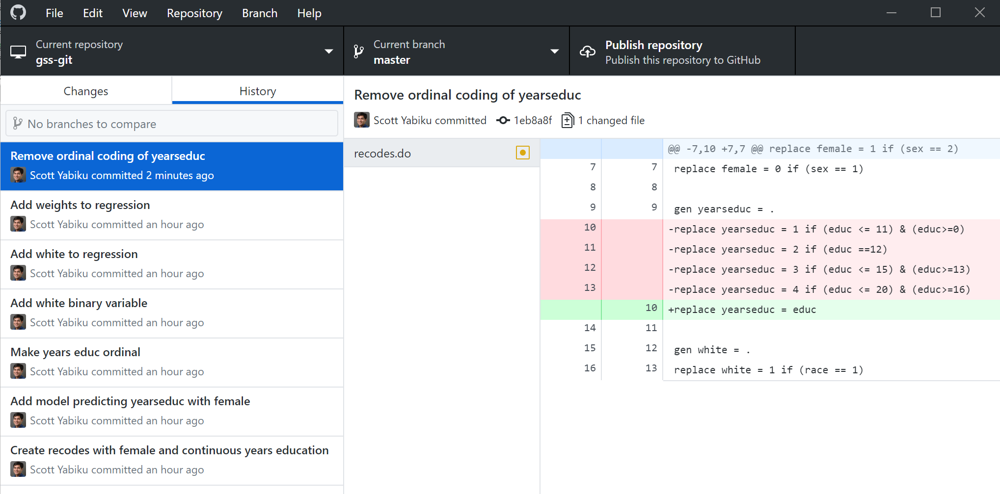 File Edit View Repository Branch Help
Current repository
gss-git
Current branch
master
Publish repository
Publish this repository to GitHub
Changes
History
No branches to compare
Remove ordinal coding of yearseduc
Scott Yabiku committed 2 minutes ago
Add weights to regression
Scott Yabiku committed an hour ago
Add white to regression
Scott Yabiku committed an hour ago
Add white binary variable
Scott Yabiku committed an hour ago
Make years educ ordinal
Scott Yabiku committed an hour ago
Add model predicting yearseduc with female
Scott Yabiku committed an hour ago
Create recodes with female and continuous years education
Scott Yabiku committed an hour ago
Remove ordinal coding of yearseduc
Scott Yabiku committed 1eb8a8f 1 changed file
recodes.do
@@ -7,10 +7,7 @@ replace female = 1 if (sex == 2)
7 7 replace female = 0 if (sex == 1)
8 8
9 9 gen yearseduc = .
10 -replace yearseduc = 1 if (educ <= 11) & (educ>=0)
11 -replace yearseduc = 2 if (educ ==12)
12 -replace yearseduc = 3 if (educ <= 15) & (educ>=13)
13 -replace yearseduc = 4 if (educ <= 20) & (educ>=16)
10 +replace yearseduc = educ
14 11
15 12 gen white = .
16 13 replace white = 1 if (race == 1)